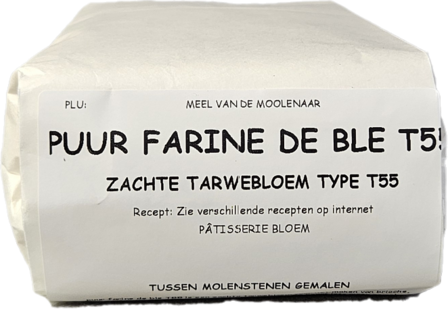 PLU: MEEL VAN DE MOOLENAAR
PUUR FARINE DE BLE T55
ZACHTE TARWEBLOEM TYPE T55
Recept: Zie verschillende recepten op internet
PÂTISSERIE BLOEM
TUSSEN MOLENSTENEN GEMALEN